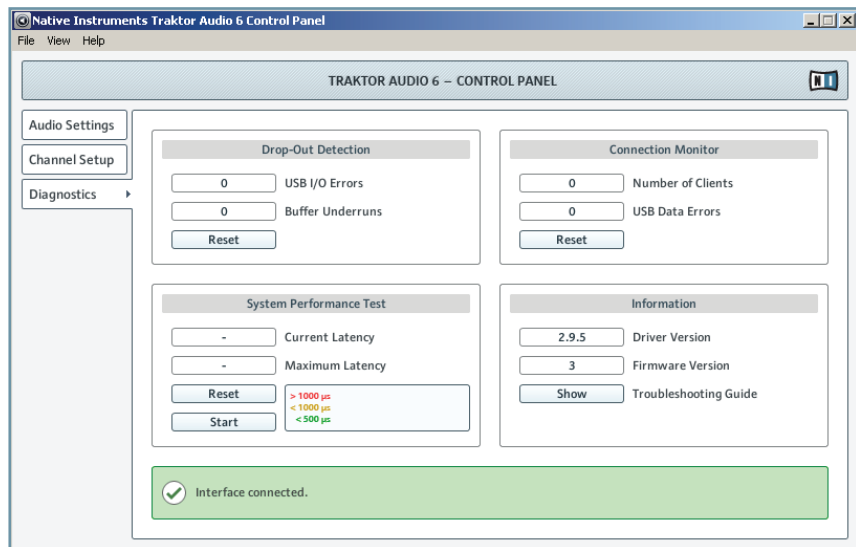 Native Instruments Traktor Audio 6 Control Panel
File View Help
TRAKTOR AUDIO 6 – CONTROL PANEL
NI
Audio Settings
Channel Setup
Diagnostics
Drop-Out Detection
0 USB I/O Errors
0 Buffer Underruns
Reset
Connection Monitor
0 Number of Clients
0 USB Data Errors
Reset
System Performance Test
- Current Latency
- Maximum Latency
Reset
Start
> 1000 µs
< 1000 µs
< 500 µs
Information
2.9.5 Driver Version
3 Firmware Version
Show Troubleshooting Guide
Interface connected.